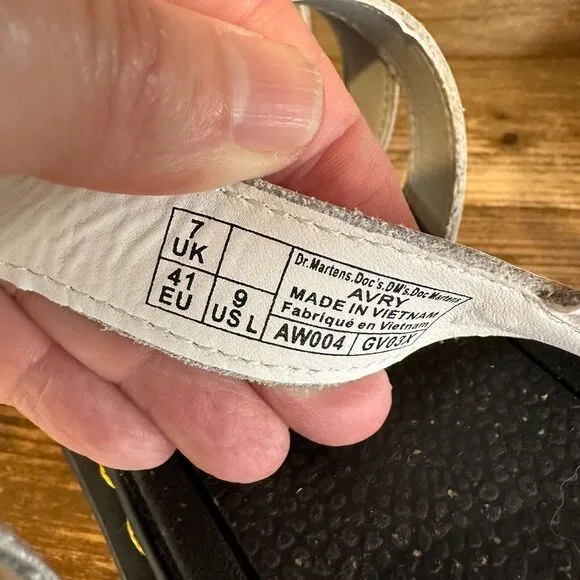 7
UK
41
EU
9
US L
Dr.Martens.Doc's.DM's.Doc Martens
AVRY
MADE IN VIETNAM
Fabriqué en Vietnam
AW004
GV03X